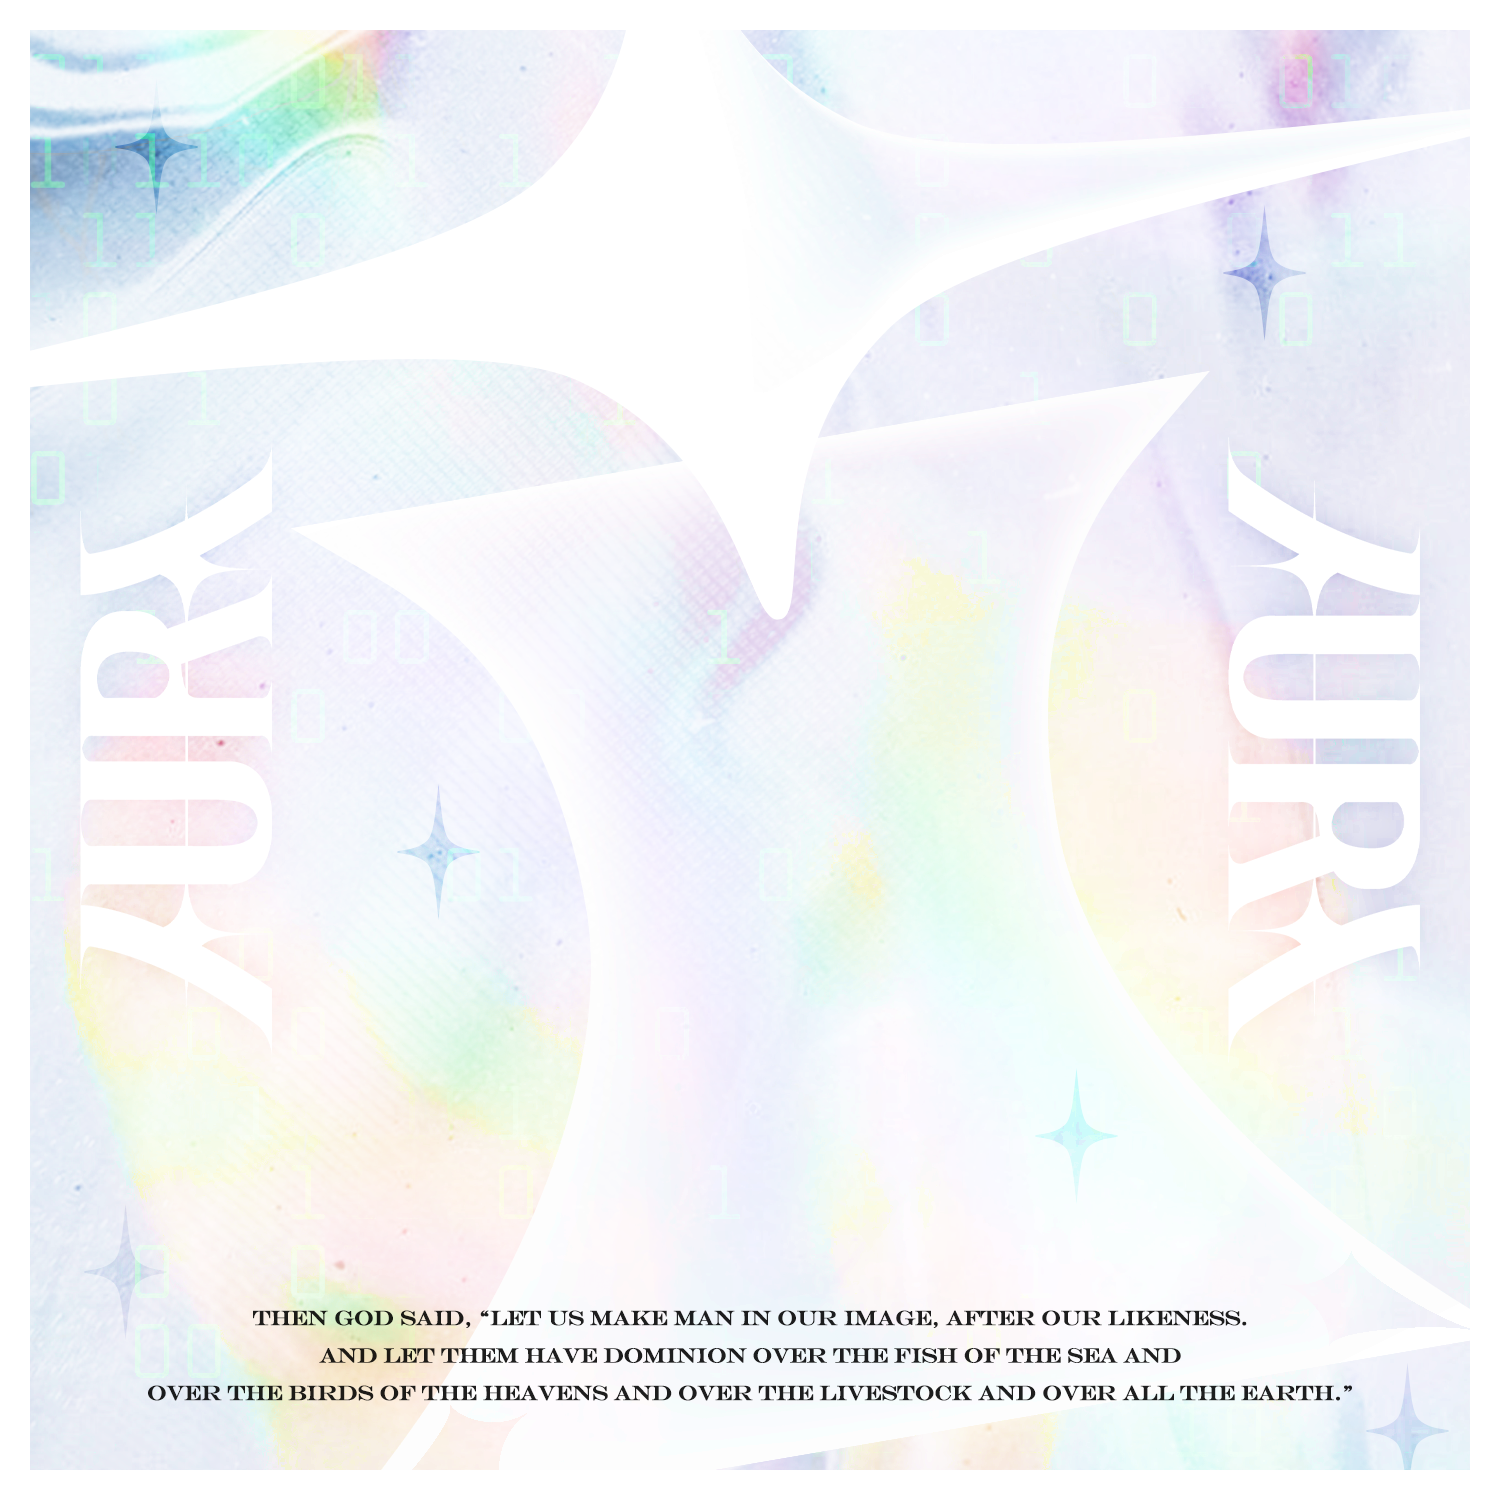 THEN GOD SAID, “LET US MAKE MAN IN OUR IMAGE, AFTER OUR LIKENESS.
AND LET THEM HAVE DOMINION OVER THE FISH OF THE SEA AND
OVER THE BIRDS OF THE HEAVENS AND OVER THE LIVESTOCK AND OVER ALL THE EARTH.”